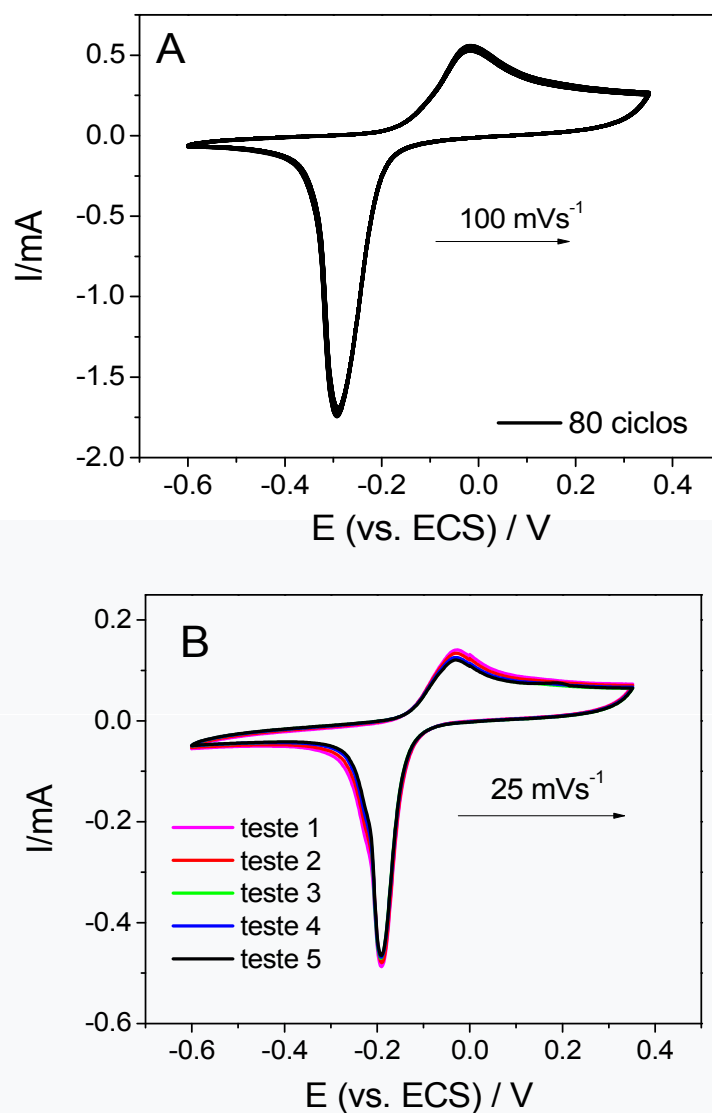 A
0.5
0.0
-0.5
-1.0
-1.5
-2.0
I/mA
100 mVs⁻¹
80 ciclos
-0.6 -0.4 -0.2 0.0 0.2 0.4
E (vs. ECS) / V
B
0.2
0.0
-0.2
-0.4
-0.6
I/mA
25 mVs⁻¹
teste 1
teste 2
teste 3
teste 4
teste 5
-0.6 -0.4 -0.2 0.0 0.2 0.4
E (vs. ECS) / V